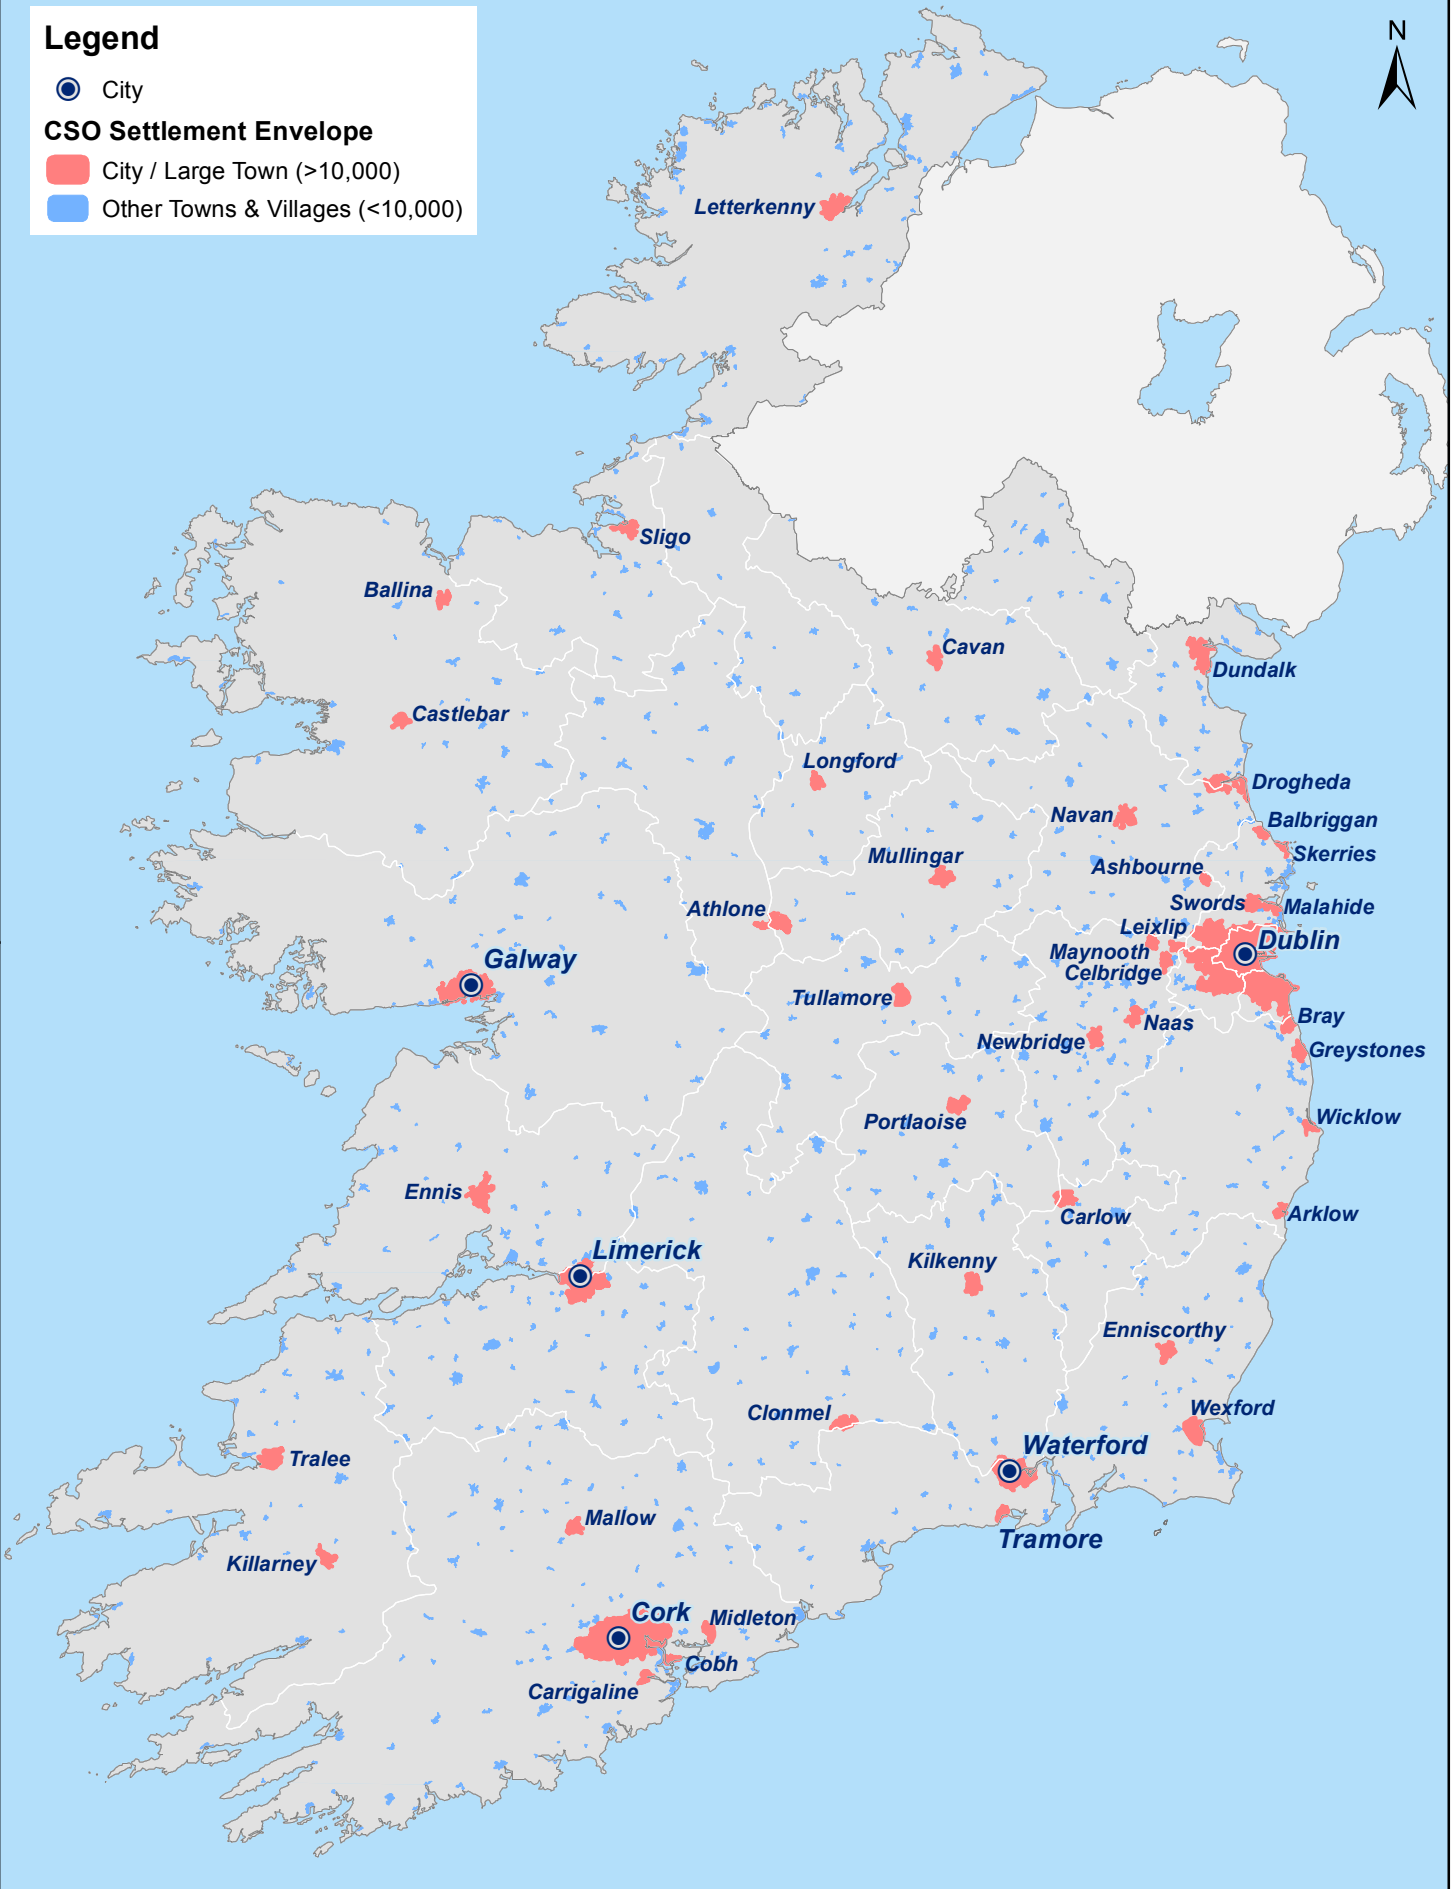 Legend
City
CSO Settlement Envelope
City / Large Town (>10,000)
Other Towns & Villages (<10,000)
N
Letterkenny
Sligo
Ballina
Cavan
Dundalk
Castlebar
Longford
Drogheda
Navan
Balbriggan
Mullingar
Skerries
Ashbourne
Swords
Malahide
Athlone
Leixlip
Dublin
Maynooth
Galway
Celbridge
Tullamore
Bray
Naas
Newbridge
Greystones
Wicklow
Portlaoise
Ennis
Arklow
Carlow
Limerick
Kilkenny
Enniscorthy
Wexford
Clonmel
Waterford
Tralee
Mallow
Tramore
Killarney
Cork
Midleton
Cobh
Carrigaline